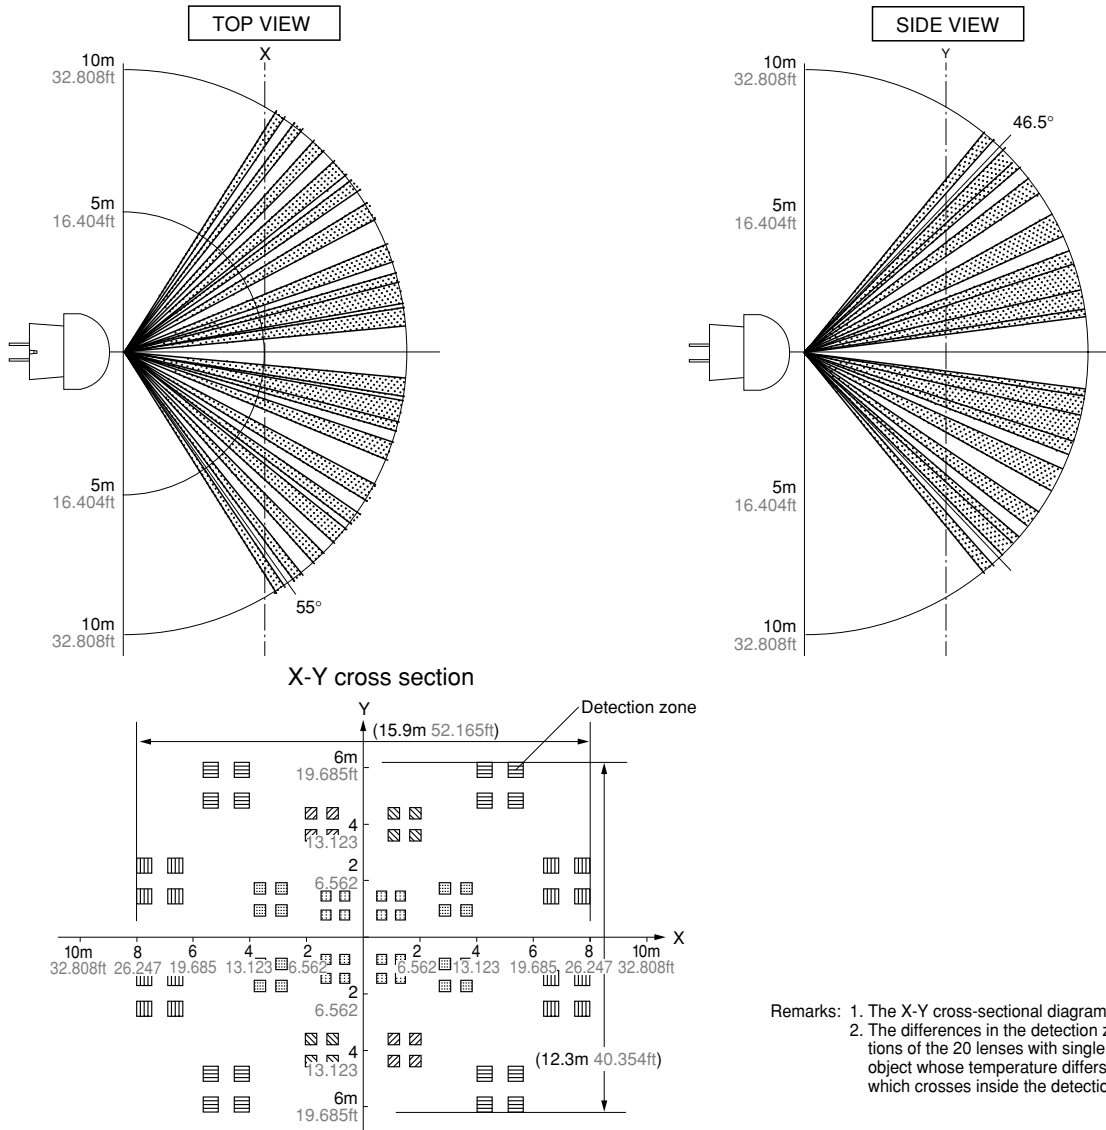 TOP VIEW
X
10m
32.808ft
5m
16.404ft
5m
16.404ft
10m
32.808ft
55°
SIDE VIEW
Y
10m
32.808ft
46.5°
5m
16.404ft
5m
16.404ft
10m
32.808ft
X-Y cross section
Y
Detection zone
(15.9m 52.165ft)
6m
19.685ft
4
13.123
2
6.562
X
10m 8 6 4 2 2 4 6 8 10m
32.808ft 26.247 19.685 13.123 6.562 6.562 13.123 19.685 26.247 32.808ft
2
6.562
4
13.123
(12.3m 40.354ft)
6m
19.685ft
Remarks: 1. The X-Y cross-sectional diagram
2. The differences in the detection
tions of the 20 lenses with single
object whose temperature differs
which crosses inside the